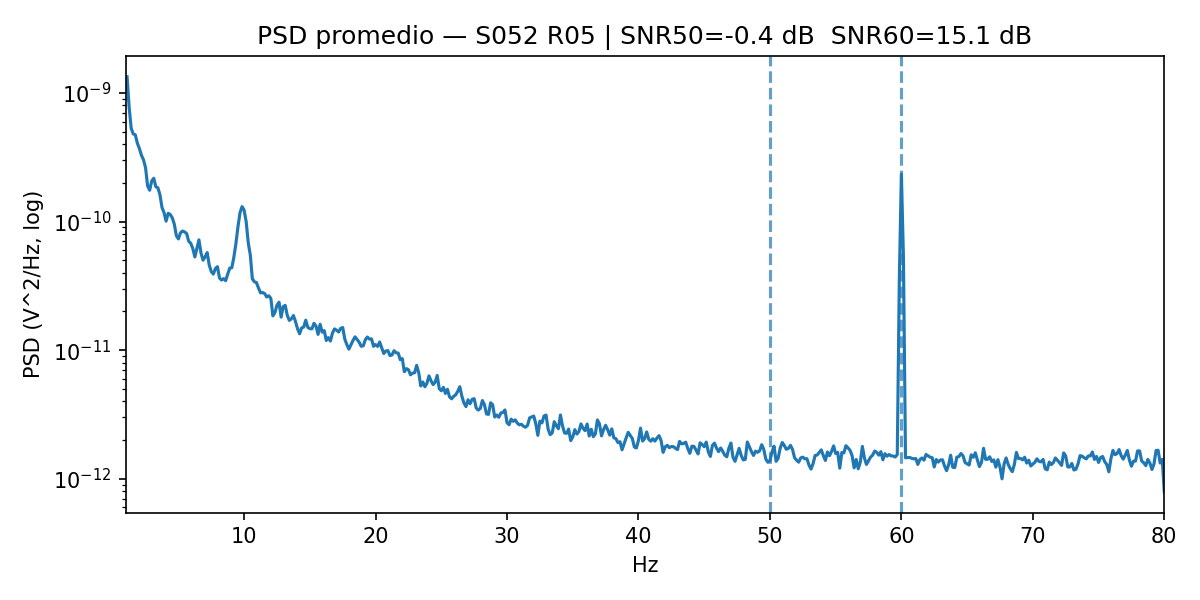 PSD promedio — S052 R05 | SNR50=-0.4 dB  SNR60=15.1 dB
PSD (V^2/Hz, log)
10⁻⁹
10⁻¹⁰
10⁻¹¹
10⁻¹²
10 20 30 40 50 60 70 80
Hz